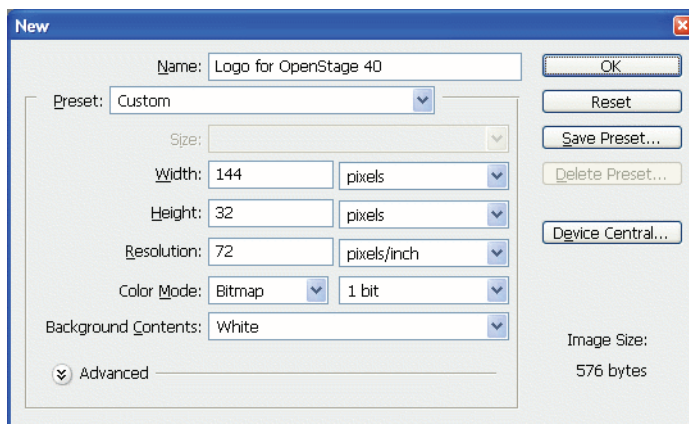 New
Name: Logo for OpenStage 40
OK
Preset: Custom
Reset
Size:
Save Preset...
Width: 144 pixels
Delete Preset...
Height: 32 pixels
Device Central...
Resolution: 72 pixels/inch
Color Mode: Bitmap 1 bit
Background Contents: White
Image Size:
576 bytes
Advanced